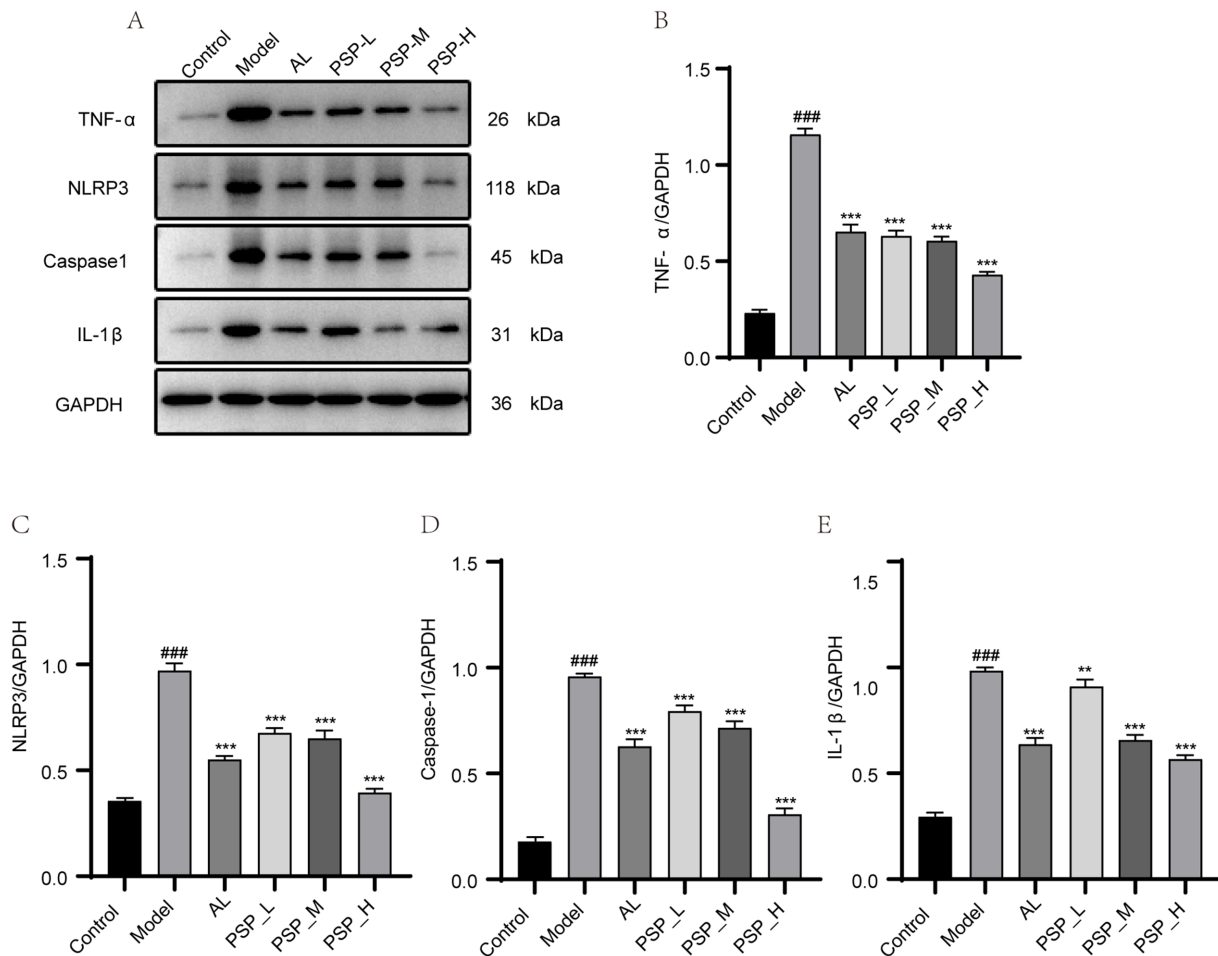 A
Control Model AL PSP-L PSP-M PSP-H
TNF-α 26 kDa
NLRP3 118 kDa
Caspase1 45 kDa
IL-1β 31 kDa
GAPDH 36 kDa
B
TNF- α/GAPDH
1.5
1.0
0.5
0.0
###
***
***
***
***
Control Model AL PSP_L PSP_M PSP_H
C
NLRP3/GAPDH
1.5
1.0
0.5
0.0
###
***
***
***
***
Control Model AL PSP_L PSP_M PSP_H
D
Caspase-1/GAPDH
1.5
1.0
0.5
0.0
###
***
***
***
***
Control Model AL PSP_L PSP_M PSP_H
E
IL-1β/GAPDH
1.5
1.0
0.5
0.0
###
***
**
***
***
Control Model AL PSP_L PSP_M PSP_H